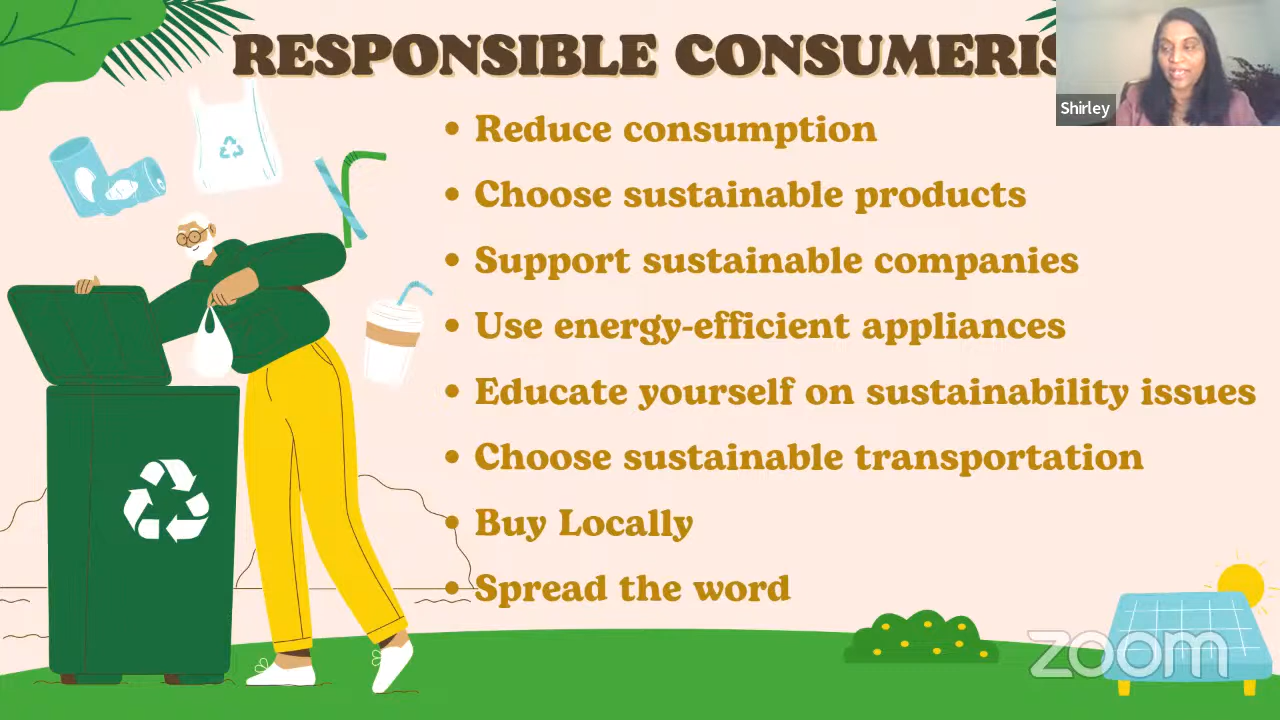 RESPONSIBLE CONSUMERIS
Shirley
• Reduce consumption
• Choose sustainable products
• Support sustainable companies
• Use energy-efficient appliances
• Educate yourself on sustainability issues
• Choose sustainable transportation
• Buy Locally
• Spread the word
zoom